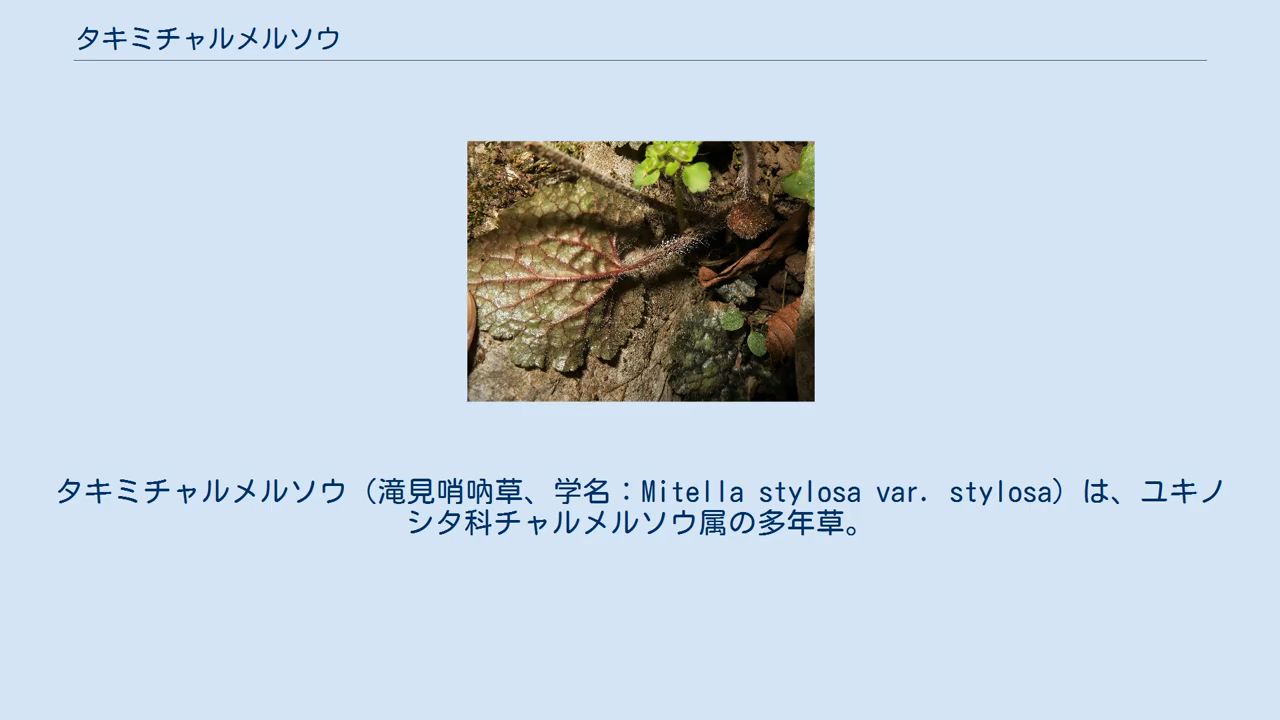 タキミチャルメルソウ
タキミチャルメルソウ（滝見哨吶草、学名：Mitella stylosa var. stylosa）は、ユキノ
シタ科チャルメルソウ属の多年草。